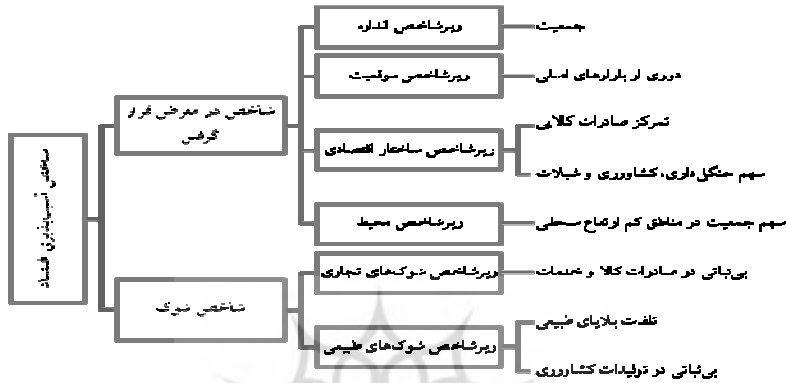 شاخص آسیب‌پذیری اقتصاد
شاخص در معرض قرار
گرفتن
زیرشاخص اندازه
جمعیت
زیرشاخص موقعیت
دوری از بازارهای اصلی
زیرشاخص ساختار اقتصادی
تمرکز صادرات کالایی
سهم جنگل‌داری، کشاورزی و شیلات
زیرشاخص محیط
سهم جمعیت در مناطق کم ارتفاع ساحلی
شاخص شوک
زیرشاخص شوک‌های تجاری
بی‌ثباتی در صادرات کالا و خدمات
زیرشاخص شوک‌های طبیعی
تلفات بلایای طبیعی
بی‌ثباتی در تولیدات کشاورزی